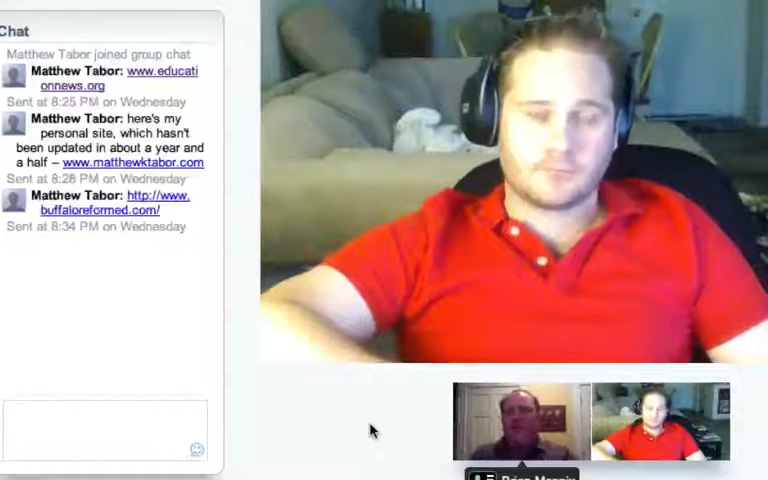 Chat
Matthew Tabor joined group chat
Matthew Tabor: www.educati
onnews.org
Sent at 8:25 PM on Wednesday
Matthew Tabor: here's my
personal site, which hasn't
been updated in about a year and
a half – www.matthewktabor.com
Sent at 8:28 PM on Wednesday
Matthew Tabor: http://www.
buffaloreformed.com/
Sent at 8:34 PM on Wednesday